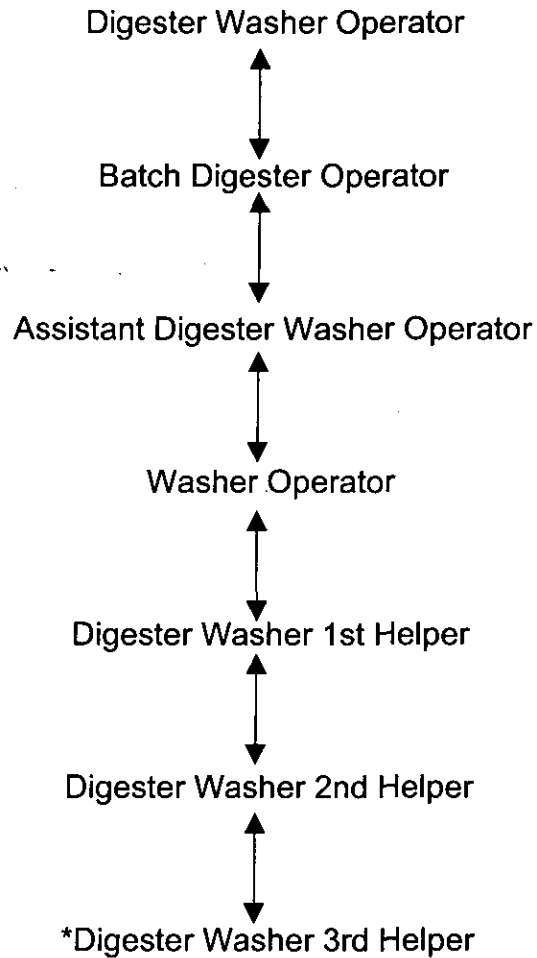 Digester Washer Operator
Batch Digester Operator
Assistant Digester Washer Operator
Washer Operator
Digester Washer 1st Helper
Digester Washer 2nd Helper
*Digester Washer 3rd Helper